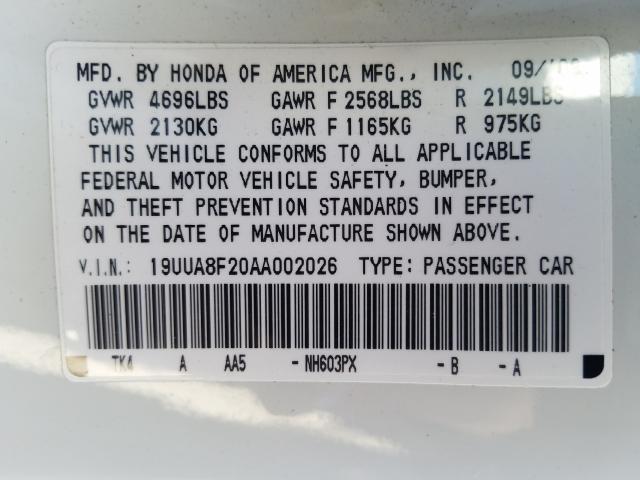 MFD. BY HONDA OF AMERICA MFG., INC.
GVWR 4696LBS GAWR F 2568LBS R 2149LBS
GVWR 2130KG GAWR F 1165KG R 975KG
THIS VEHICLE CONFORMS TO ALL APPLICABLE
FEDERAL MOTOR VEHICLE SAFETY, BUMPER,
AND THEFT PREVENTION STANDARDS IN EFFECT
ON THE DATE OF MANUFACTURE SHOWN ABOVE.
V.I.N.: 19UUA8F20AA002026 TYPE: PASSENGER CAR
TK4 A AA5 - NH603PX - B - A